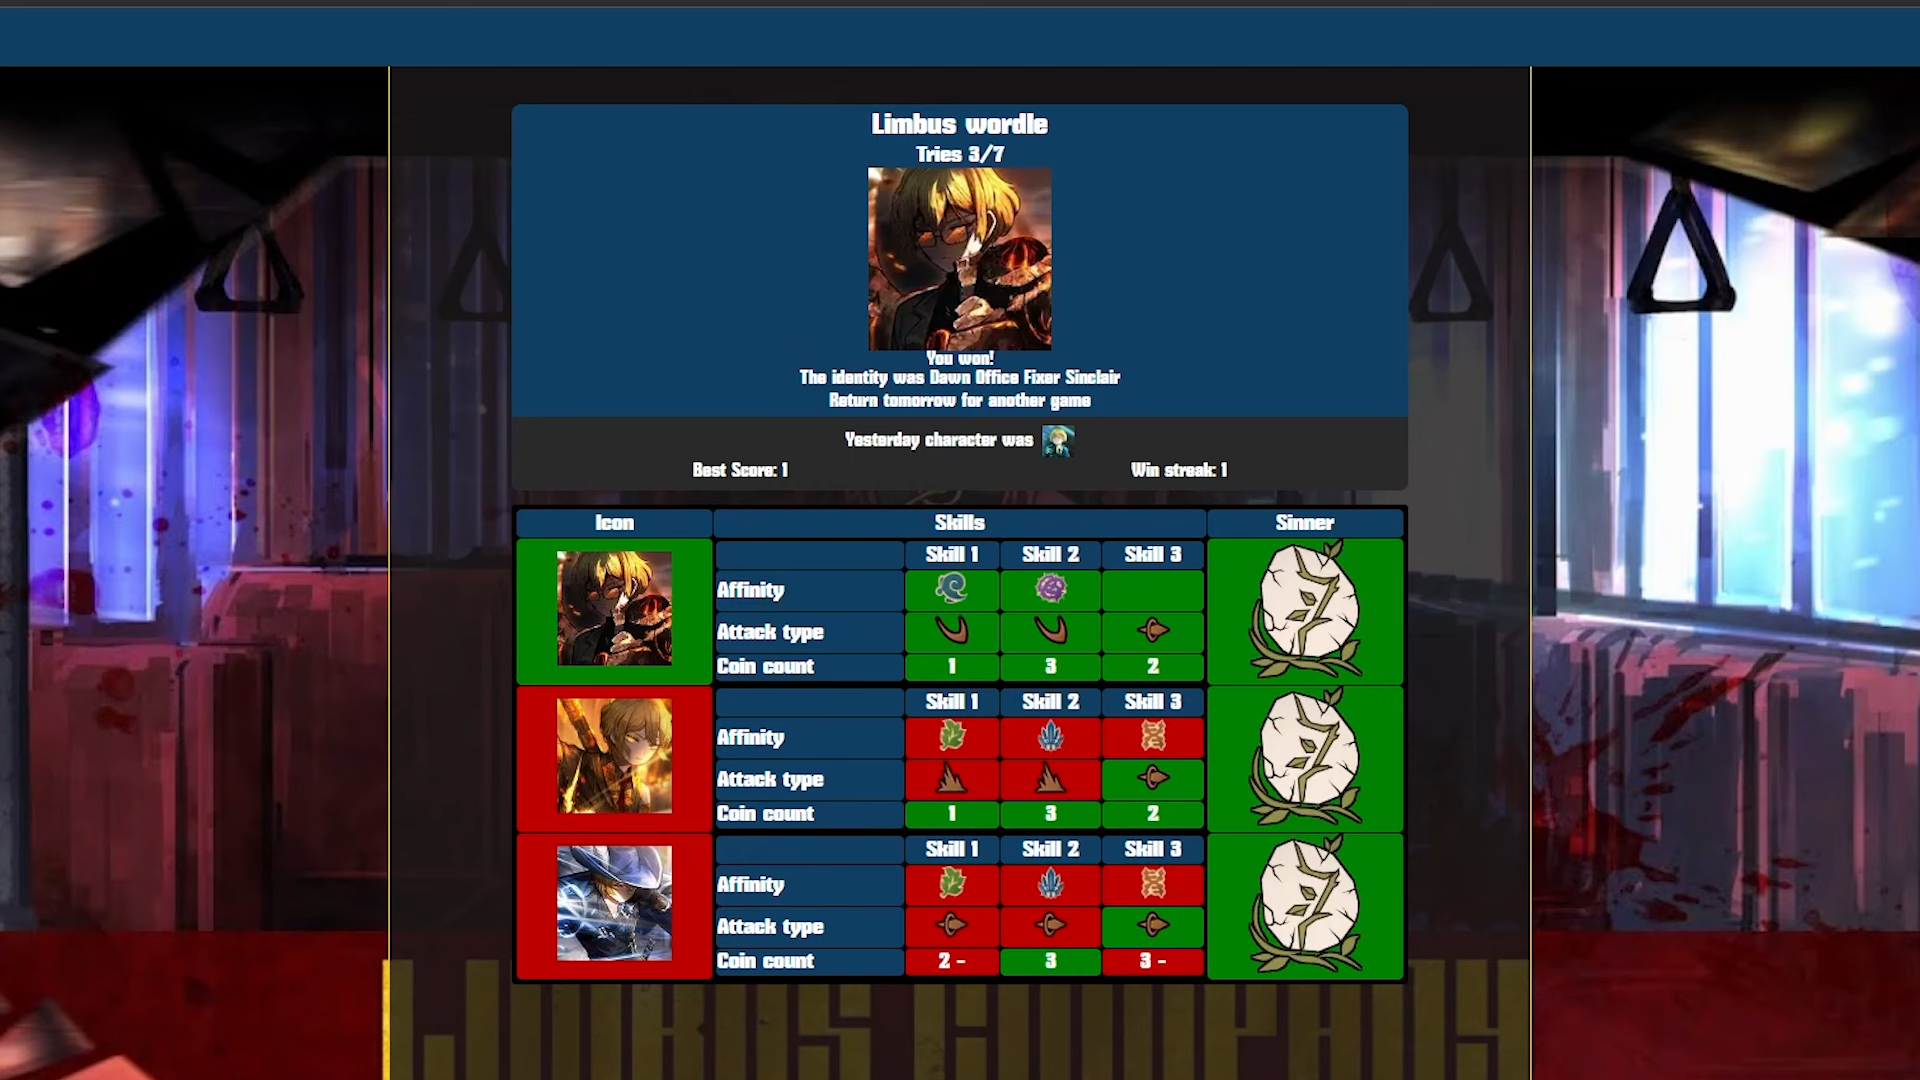 Limbus wordle
Tries 3/7
You won!
The identity was Dawn Office Fixer Sinclair
Return tomorrow for another game
Yesterday character was
Best Score: 1 Win streak: 1
Icon Skills Sinner
Skill 1 Skill 2 Skill 3
Affinity
Attack type
Coin count 1 3 2
Skill 1 Skill 2 Skill 3
Affinity
Attack type
Coin count 1 3 2
Skill 1 Skill 2 Skill 3
Affinity
Attack type
Coin count 2 - 3 3 -
LIMBUS COMPANY